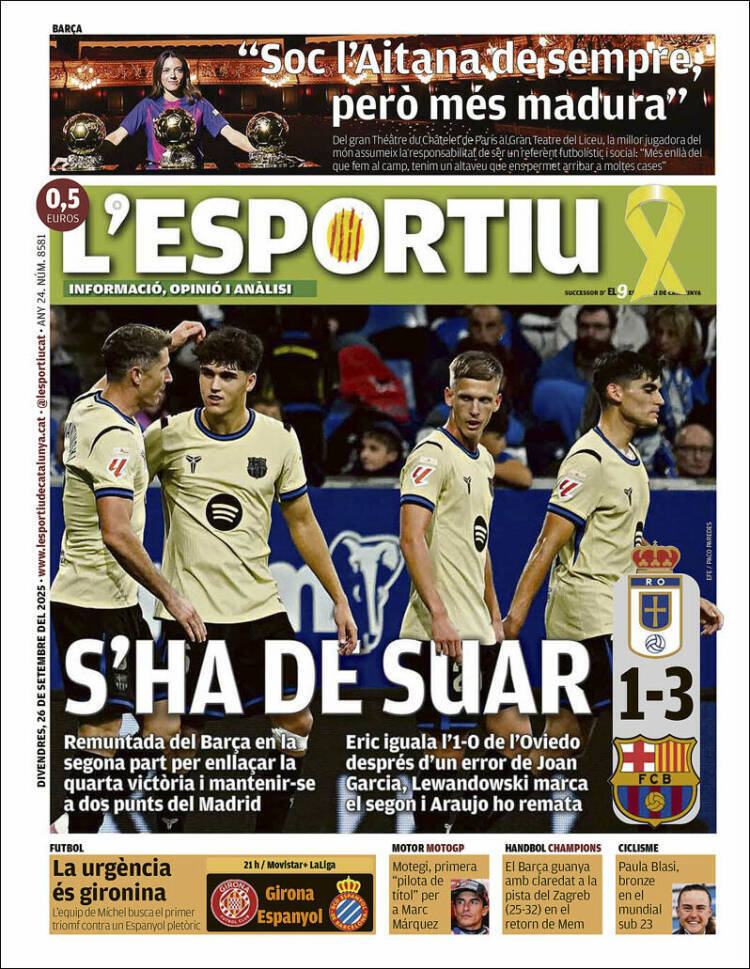 BARÇA
“Soc l’Aitana de sempre,
però més madura”
Del gran Théâtre du Châtelet de París al Gran Teatre del Liceu, la millor jugadora del
món assumeix la responsabilitat de ser un referent futbolístic i social: “Més enllà del
que fem al camp, tenim un altaveu que ens permet arribar a moltes cases”
0,5
EUROS
L’ESPORTIU
INFORMACIÓ, OPINIÓ I ANÀLISI
SUCCESSOR D’ EL 9
DIVENDRES, 26 DE SETEMBRE DEL 2025 · www.lesportiudecatalunya.cat · @lesportiucat · ANY 24. NÚM. 8581
EFE / PACO PAREDES
S’HA DE SUAR
Remuntada del Barça en la
segona part per enllaçar la
quarta victòria i mantenir-se
a dos punts del Madrid
Eric iguala l’1-0 de l’Oviedo
després d’un error de Joan
Garcia, Lewandowski marca
el segon i Araujo ho remata
RO
1-3
FCB
FUTBOL
La urgència
és gironina
L’equip de Míchel busca el primer
triomf contra un Espanyol pletòric
21 h / Movistar+ LaLiga
GIRONA
Girona
Espanyol
MOTOR MOTOGP
Motegi, primera
“pilota de
títol” per
a Marc
Márquez
HANDBOL CHAMPIONS
El Barça guanya
amb claredat a la
pista del Zagreb
(25-32) en el
retorn de Mem
CICLISME
Paula Blasi,
bronze
en el
mundial
sub 23